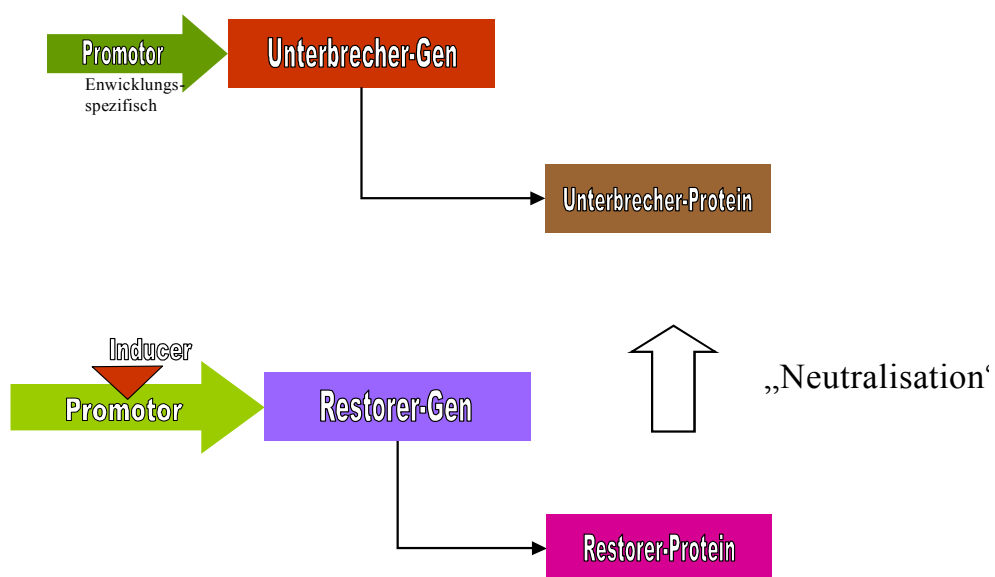 Promotor
Unterbrecher-Gen
Enwicklungs-
spezifisch
Unterbrecher-Protein
Inducer
Promotor
Restorer-Gen
„Neutralisation“
Restorer-Protein